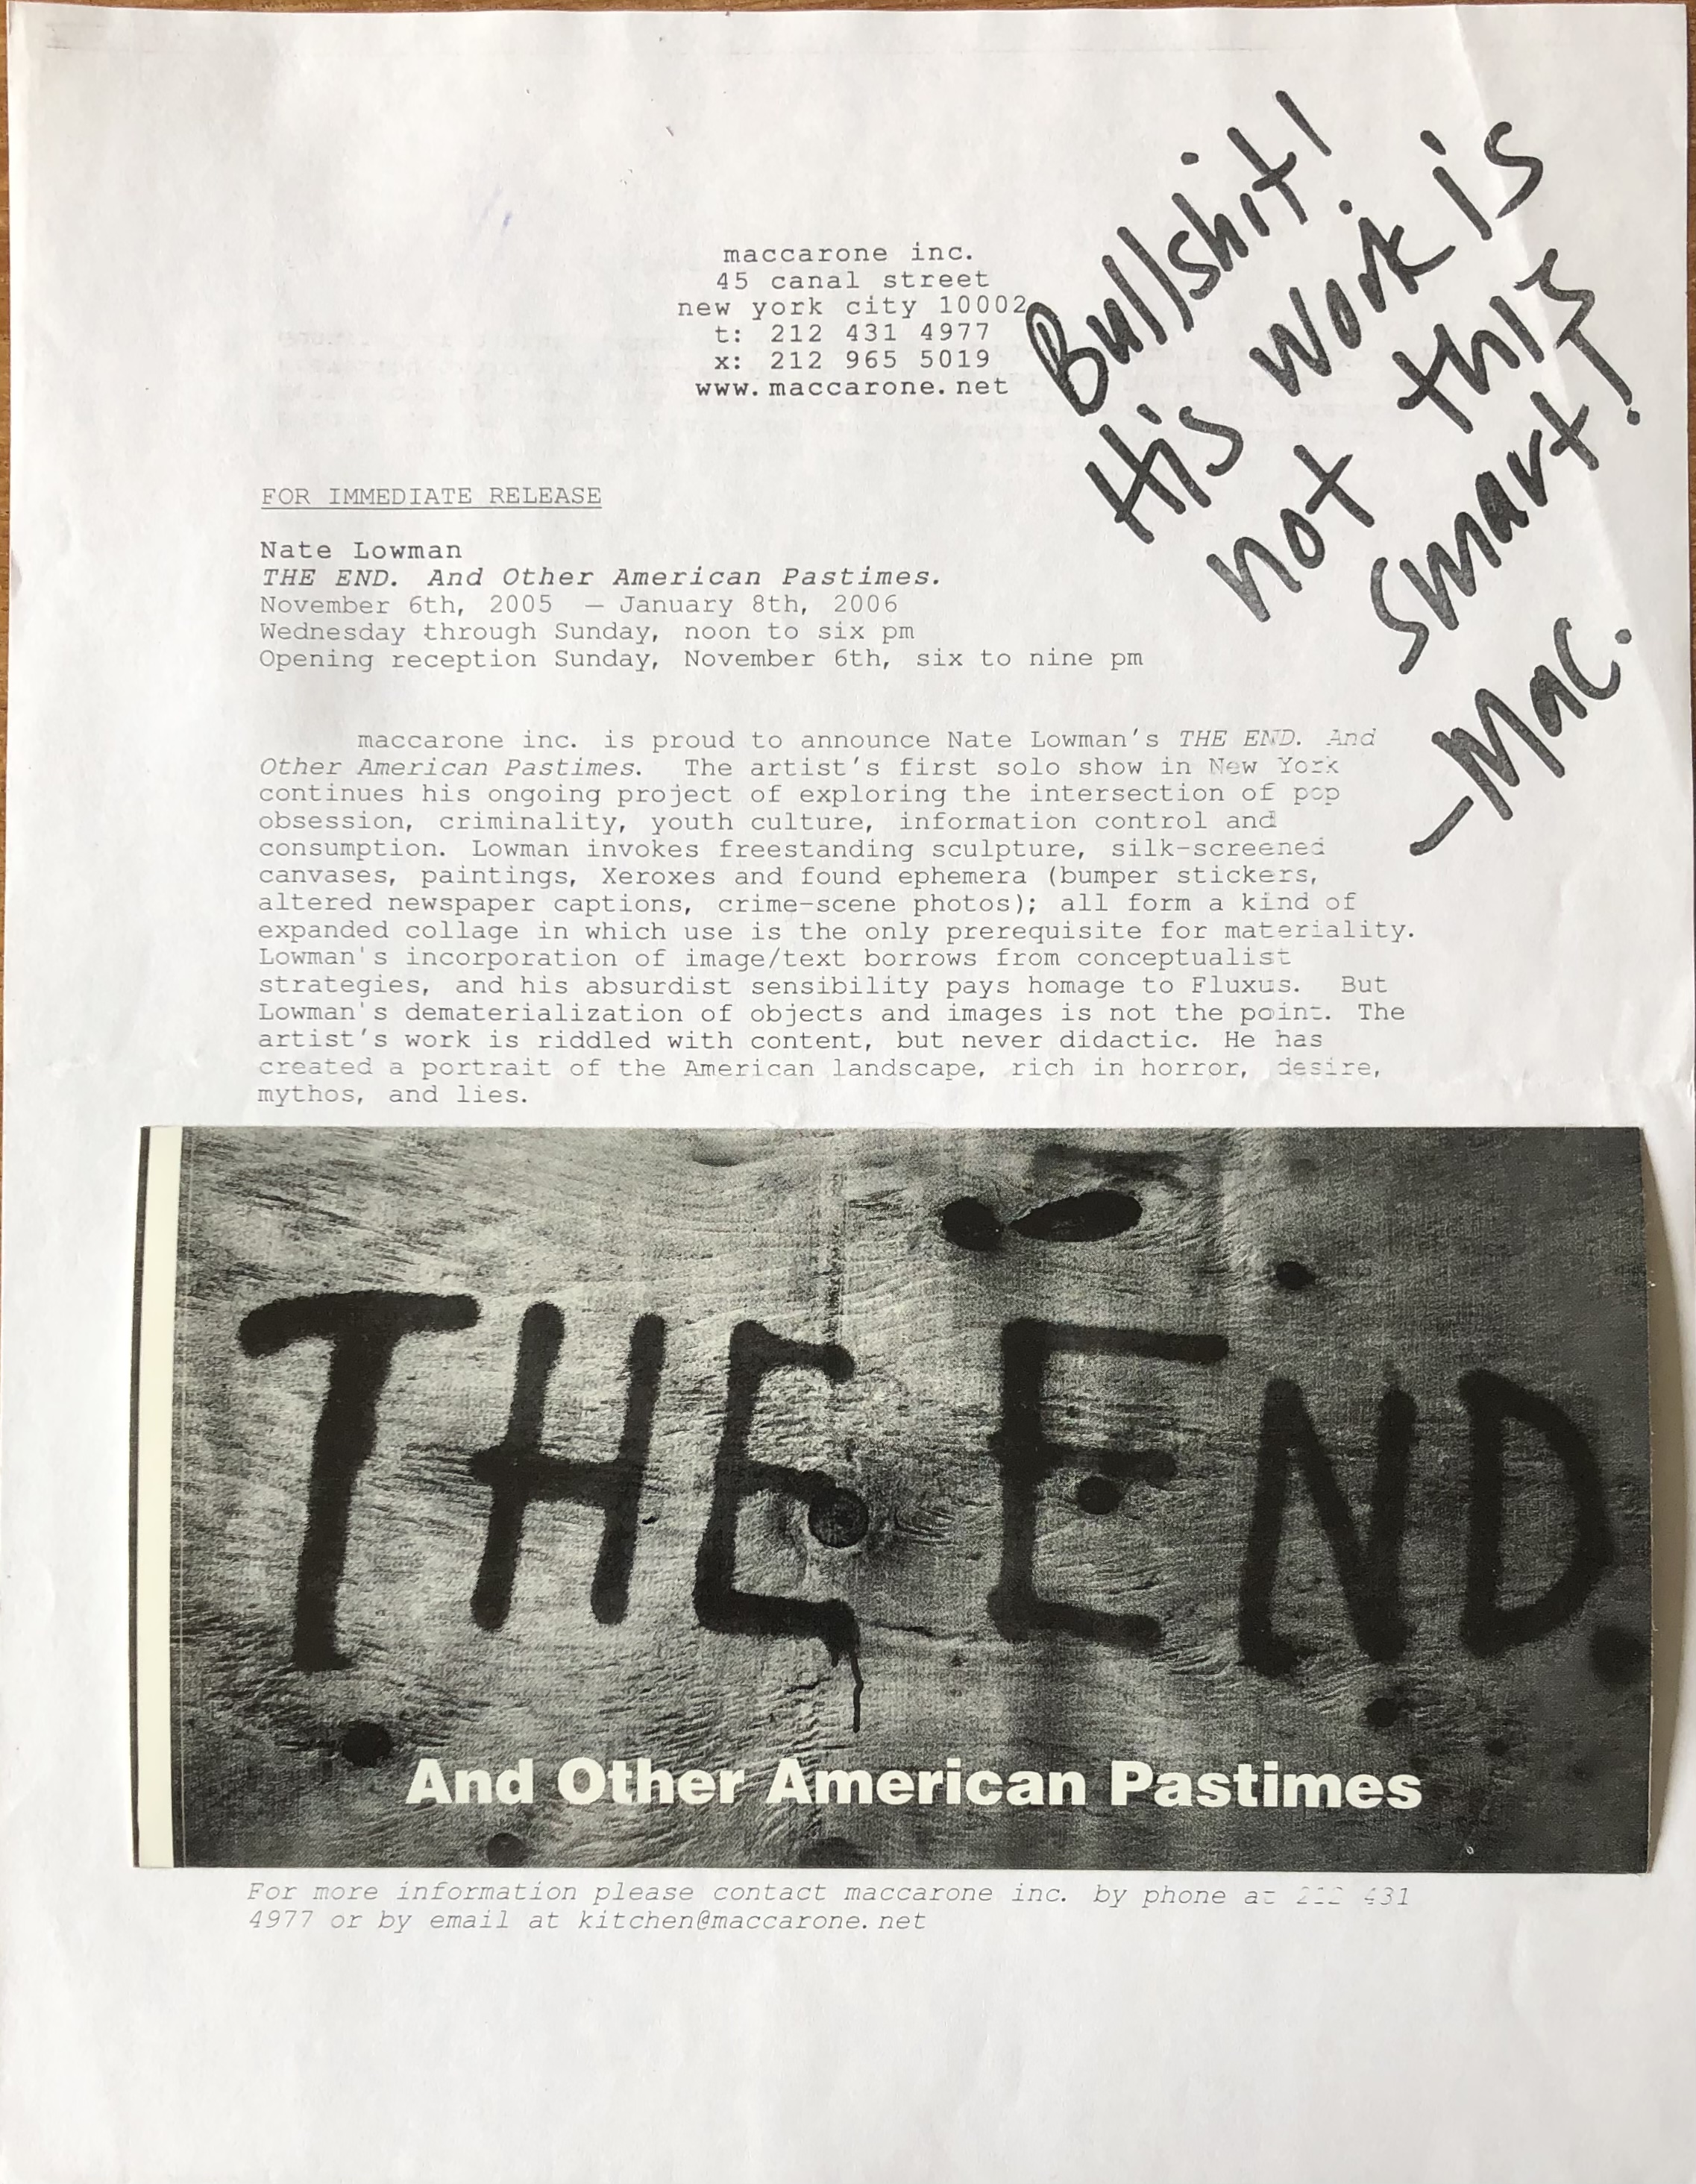 Bullshit!
His work is
not this
smart!
-Mac.
maccarone inc.
45 canal street
new york city 10002
t: 212 431 4977
x: 212 965 5019
www.maccarone.net
FOR IMMEDIATE RELEASE
Nate Lowman
THE END. And Other American Pastimes.
November 6th, 2005 – January 8th, 2006
Wednesday through Sunday, noon to six pm
Opening reception Sunday, November 6th, six to nine pm
maccarone inc. is proud to announce Nate Lowman's THE END. And
Other American Pastimes. The artist's first solo show in New York
continues his ongoing project of exploring the intersection of pop
obsession, criminality, youth culture, information control and
consumption. Lowman invokes freestanding sculpture, silk-screened
canvases, paintings, Xeroxes and found ephemera (bumper stickers,
altered newspaper captions, crime-scene photos); all form a kind of
expanded collage in which use is the only prerequisite for materiality.
Lowman's incorporation of image/text borrows from conceptualist
strategies, and his absurdist sensibility pays homage to Fluxus. But
Lowman's dematerialization of objects and images is not the point. The
artist's work is riddled with content, but never didactic. He has
created a portrait of the American landscape, rich in horror, desire,
mythos, and lies.
THE END.
And Other American Pastimes
For more information please contact maccarone inc. by phone at 212 431
4977 or by email at kitchen@maccarone.net